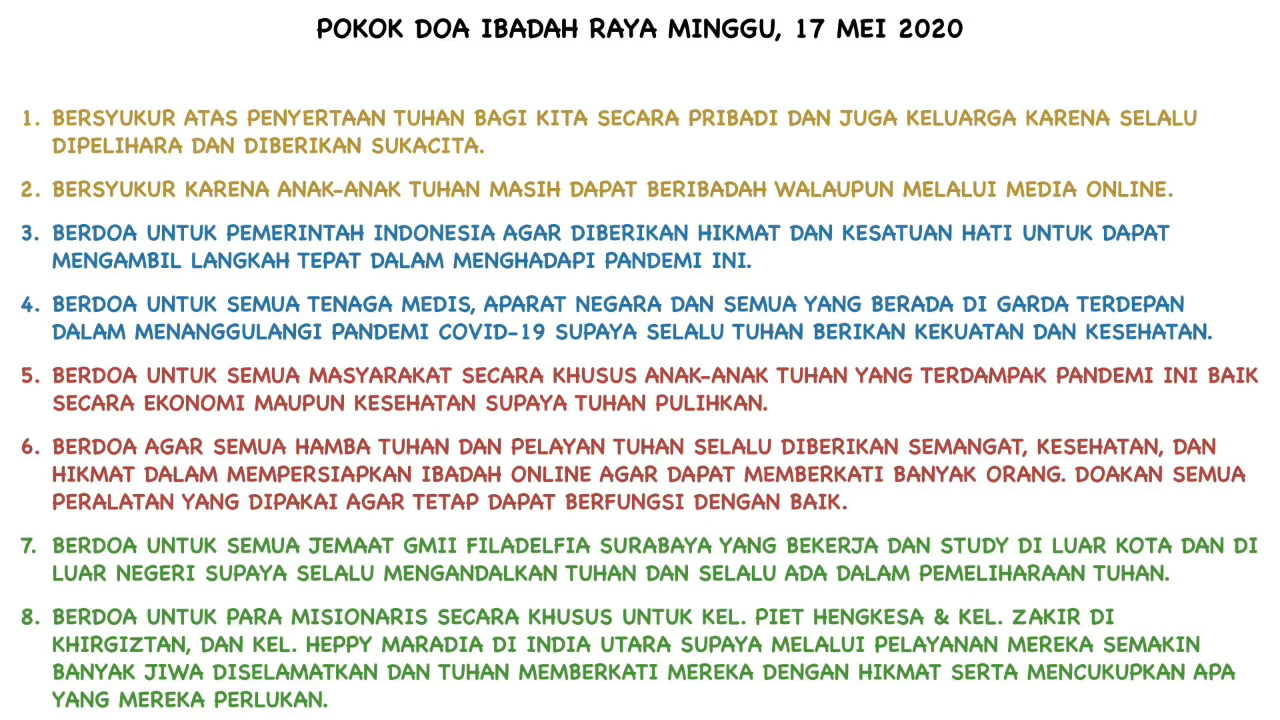 POKOK DOA IBADAH RAYA MINGGU, 17 MEI 2020
1. BERSYUKUR ATAS PENYERTAAN TUHAN BAGI KITA SECARA PRIBADI DAN JUGA KELUARGA KARENA SELALU
DIPELIHARA DAN DIBERIKAN SUKACITA.
2. BERSYUKUR KARENA ANAK-ANAK TUHAN MASIH DAPAT BERIBADAH WALAUPUN MELALUI MEDIA ONLINE.
3. BERDOA UNTUK PEMERINTAH INDONESIA AGAR DIBERIKAN HIKMAT DAN KESATUAN HATI UNTUK DAPAT
MENGAMBIL LANGKAH TEPAT DALAM MENGHADAPI PANDEMI INI.
4. BERDOA UNTUK SEMUA TENAGA MEDIS, APARAT NEGARA DAN SEMUA YANG BERADA DI GARDA TERDEPAN
DALAM MENANGGULANGI PANDEMI COVID-19 SUPAYA SELALU TUHAN BERIKAN KEKUATAN DAN KESEHATAN.
5. BERDOA UNTUK SEMUA MASYARAKAT SECARA KHUSUS ANAK-ANAK TUHAN YANG TERDAMPAK PANDEMI INI BAIK
SECARA EKONOMI MAUPUN KESEHATAN SUPAYA TUHAN PULIHKAN.
6. BERDOA AGAR SEMUA HAMBA TUHAN DAN PELAYAN TUHAN SELALU DIBERIKAN SEMANGAT, KESEHATAN, DAN
HIKMAT DALAM MEMPERSIAPKAN IBADAH ONLINE AGAR DAPAT MEMBERKATI BANYAK ORANG. DOAKAN SEMUA
PERALATAN YANG DIPAKAI AGAR TETAP DAPAT BERFUNGSI DENGAN BAIK.
7. BERDOA UNTUK SEMUA JEMAAT GMII FILADELFIA SURABAYA YANG BEKERJA DAN STUDY DI LUAR KOTA DAN DI
LUAR NEGERI SUPAYA SELALU MENGANDALKAN TUHAN DAN SELALU ADA DALAM PEMELIHARAAN TUHAN.
8. BERDOA UNTUK PARA MISIONARIS SECARA KHUSUS UNTUK KEL. PIET HENGKESA & KEL. ZAKIR DI
KHIRGIZTAN, DAN KEL. HEPPY MARADIA DI INDIA UTARA SUPAYA MELALUI PELAYANAN MEREKA SEMAKIN
BANYAK JIWA DISELAMATKAN DAN TUHAN MEMBERKATI MEREKA DENGAN HIKMAT SERTA MENCUKUPKAN APA
YANG MEREKA PERLUKAN.